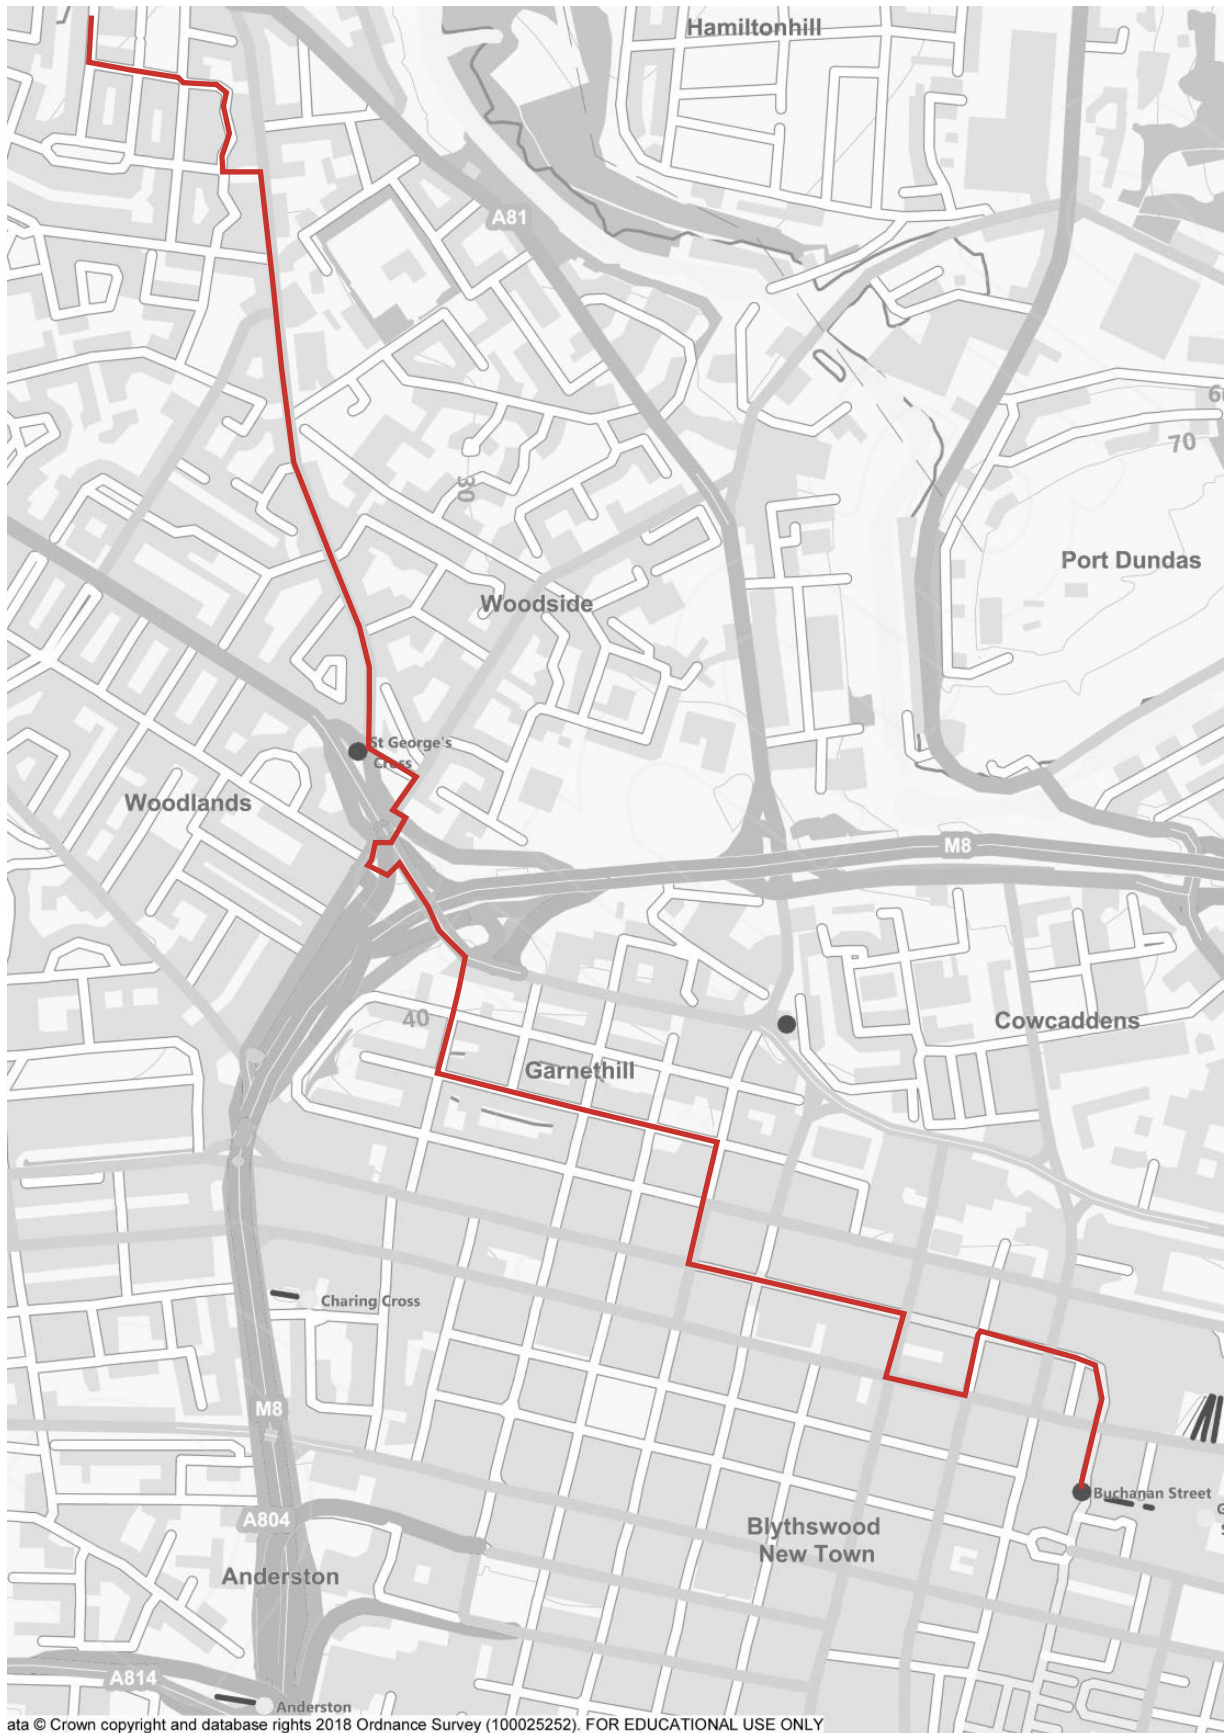 Hamiltonhill
A81
6
70
30
Port Dundas
Woodside
St George's
Cross
Woodlands
M8
40
Cowcaddens
Garnethill
Charing Cross
M8
Buchanan Street
G
S
A804
Blythswood
New Town
Anderston
A814
Anderston
ata © Crown copyright and database rights 2018 Ordnance Survey (100025252). FOR EDUCATIONAL USE ONLY